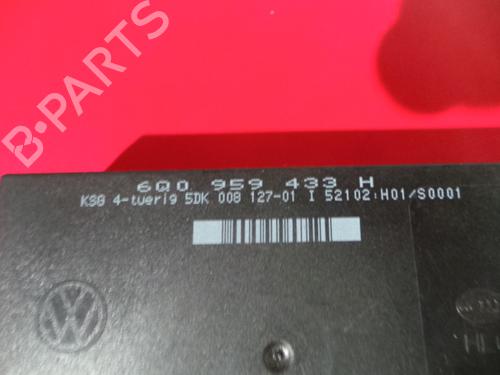 B-PARTS
6Q0 959 433 H
KSG 4-tuerig 5DK 008 127-01 I 52102:H01/S0001